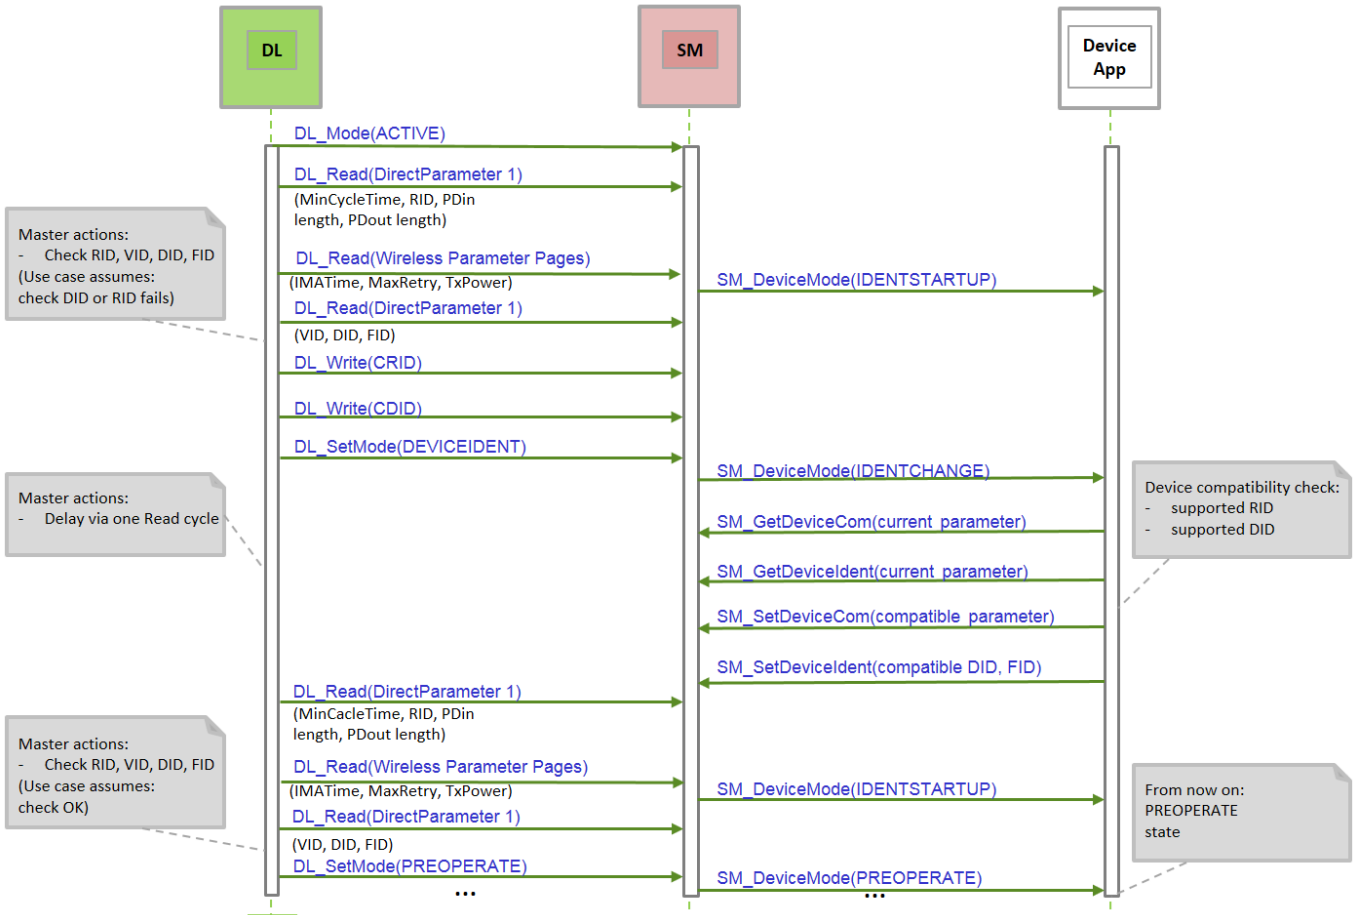 DL
SM
Device
App
DL_Mode(ACTIVE)
DL_Read(DirectParameter 1)
(MinCycleTime, RID, PDin
length, PDout length)
Master actions:
- Check RID, VID, DID, FID
(Use case assumes:
check DID or RID fails)
DL_Read(Wireless Parameter Pages)
(IMATime, MaxRetry, TxPower)
SM_DeviceMode(IDENTSTARTUP)
DL_Read(DirectParameter 1)
(VID, DID, FID)
DL_Write(CRID)
DL_Write(CDID)
DL_SetMode(DEVICEIDENT)
SM_DeviceMode(IDENTCHANGE)
Master actions:
- Delay via one Read cycle
Device compatibility check:
- supported RID
- supported DID
SM_GetDeviceCom(current parameter)
SM_GetDeviceIdent(current parameter)
SM_SetDeviceCom(compatible parameter)
SM_SetDeviceIdent(compatible DID, FID)
DL_Read(DirectParameter 1)
(MinCacleTime, RID, PDin
length, PDout length)
Master actions:
- Check RID, VID, DID, FID
(Use case assumes:
check OK)
DL_Read(Wireless Parameter Pages)
(IMATime, MaxRetry, TxPower)
SM_DeviceMode(IDENTSTARTUP)
From now on:
PREOPERATE
state
DL_Read(DirectParameter 1)
(VID, DID, FID)
DL_SetMode(PREOPERATE)
SM_DeviceMode(PREOPERATE)
...
...